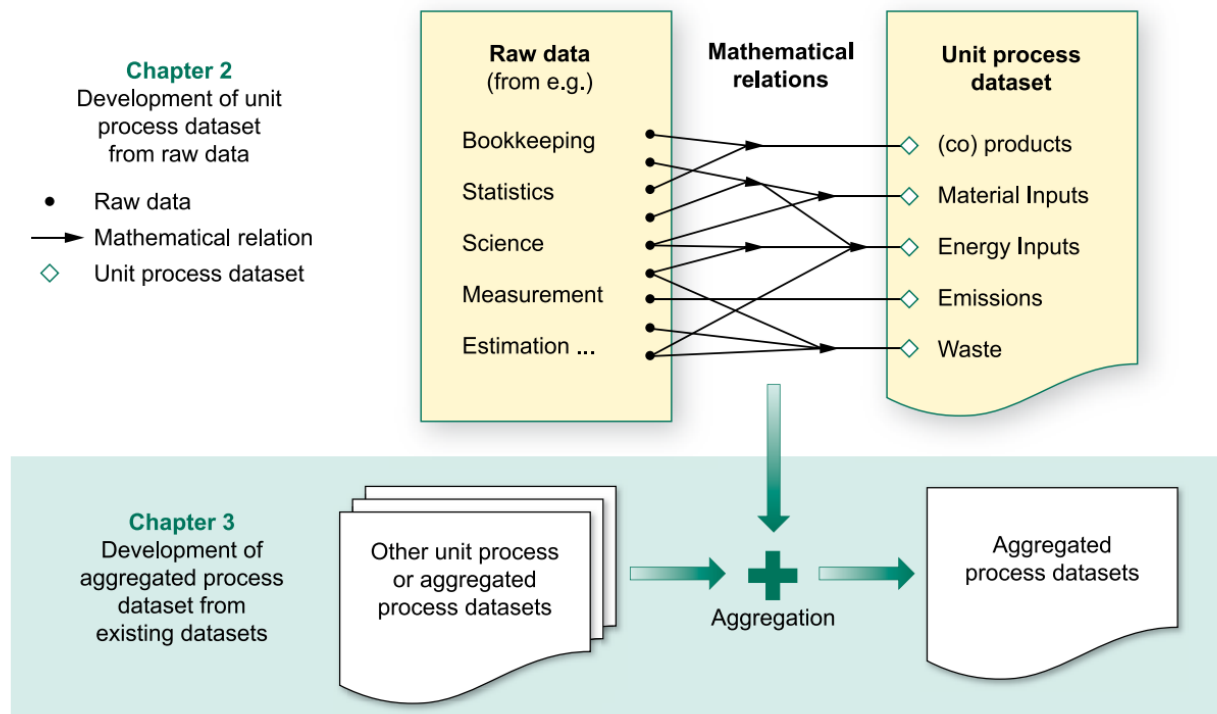 Chapter 2
Development of unit
process dataset
from raw data
Raw data
Mathematical relation
Unit process dataset
Raw data
(from e.g.)
Bookkeeping
Statistics
Science
Measurement
Estimation ...
Mathematical
relations
Unit process
dataset
(co) products
Material Inputs
Energy Inputs
Emissions
Waste
Chapter 3
Development of
aggregated process
dataset from
existing datasets
Other unit process
or aggregated
process datasets
Aggregation
Aggregated
process datasets